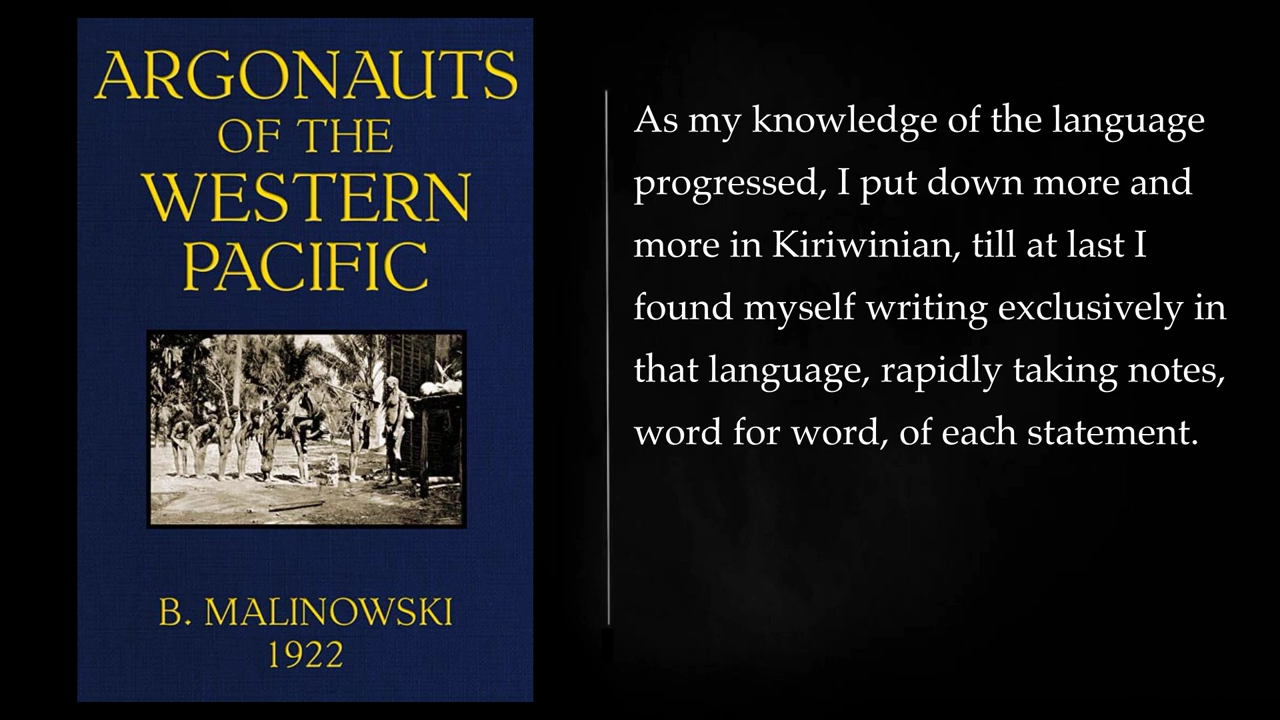 ARGONAUTS
OF THE
WESTERN
PACIFIC
B. MALINOWSKI
1922
As my knowledge of the language
progressed, I put down more and
more in Kiriwinian, till at last I
found myself writing exclusively in
that language, rapidly taking notes,
word for word, of each statement.